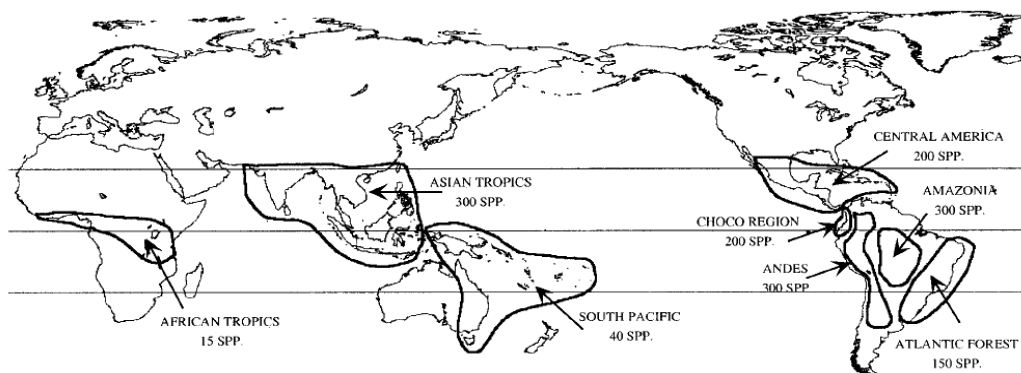 CENTRAL AMERICA
200 SPP.
ASIAN TROPICS
300 SPP.
AMAZONIA
300 SPP.
CHOCO REGION
200 SPP.
ANDES
300 SPP
AFRICAN TROPICS
15 SPP.
SOUTH PACIFIC
40 SPP.
ATLANTIC FOREST
150 SPP.